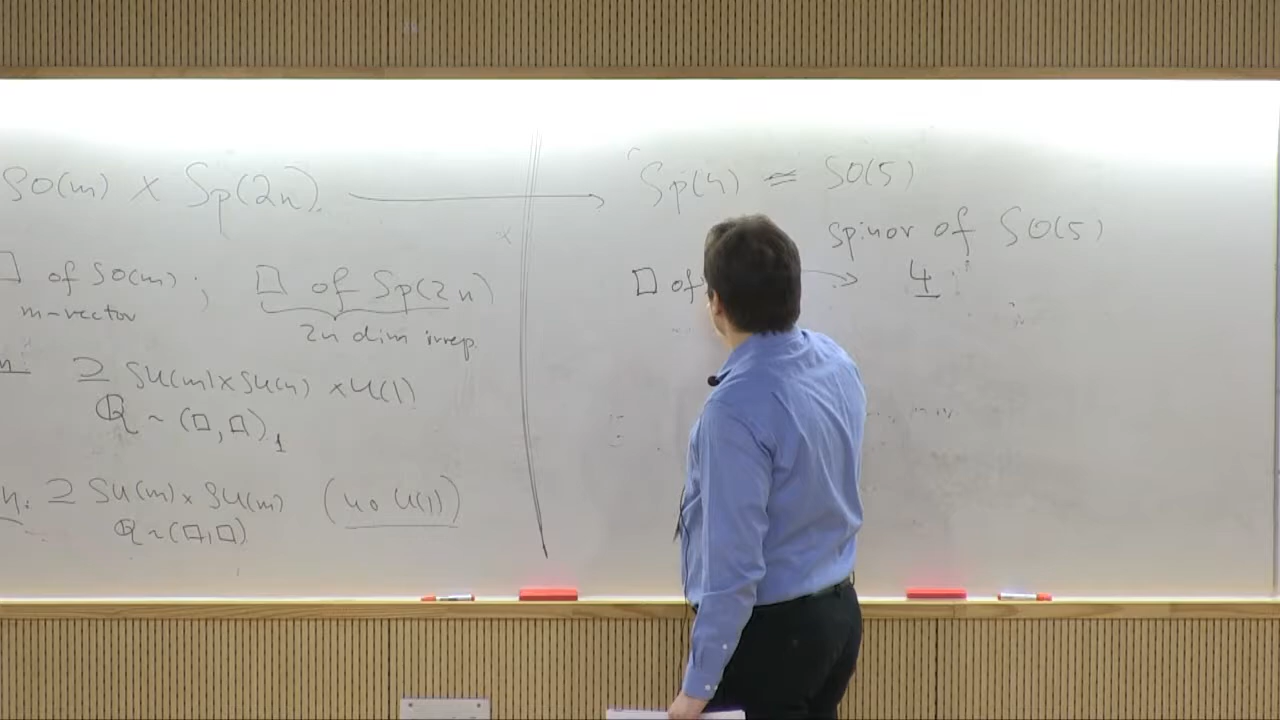 SO(m) × Sp(2n) ⟶
□ of SO(m) ; □ of Sp(2n)
m-vector
2n dim irrep.
⊇ SU(m)×SU(n) ×U(1)
Q ~ (□,□)₁
⊇ SU(m)×SU(m) (no U(1))
Q~(□,□)
Sp(4) ≈ SO(5)
spinor of SO(5)
□ of → 4